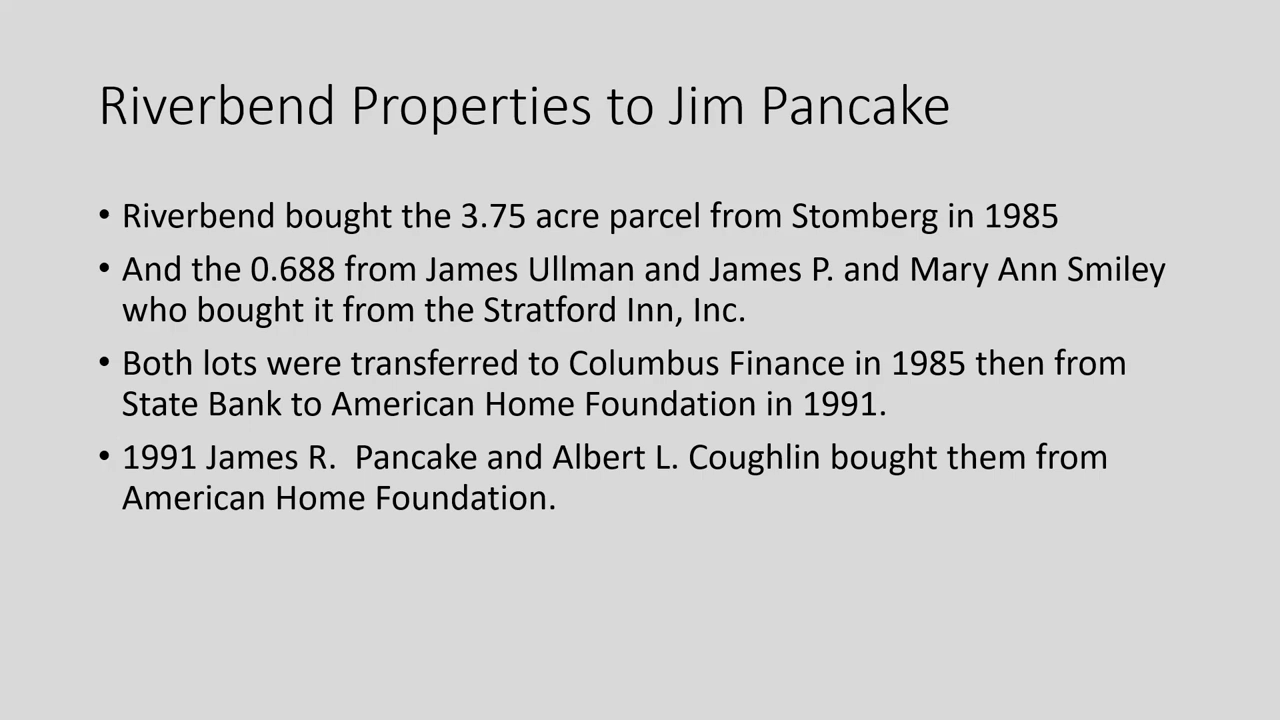 Riverbend Properties to Jim Pancake
• Riverbend bought the 3.75 acre parcel from Stomberg in 1985
• And the 0.688 from James Ullman and James P. and Mary Ann Smiley
who bought it from the Stratford Inn, Inc.
• Both lots were transferred to Columbus Finance in 1985 then from
State Bank to American Home Foundation in 1991.
• 1991 James R.  Pancake and Albert L. Coughlin bought them from
American Home Foundation.